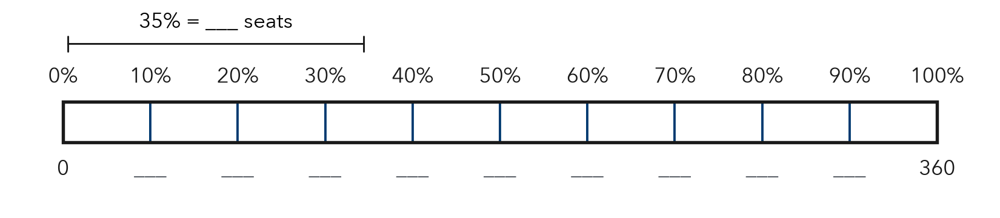 35% = ___ seats
0% 10% 20% 30% 40% 50% 60% 70% 80% 90% 100%
0 ___ ___ ___ ___ ___ ___ ___ ___ ___ 360